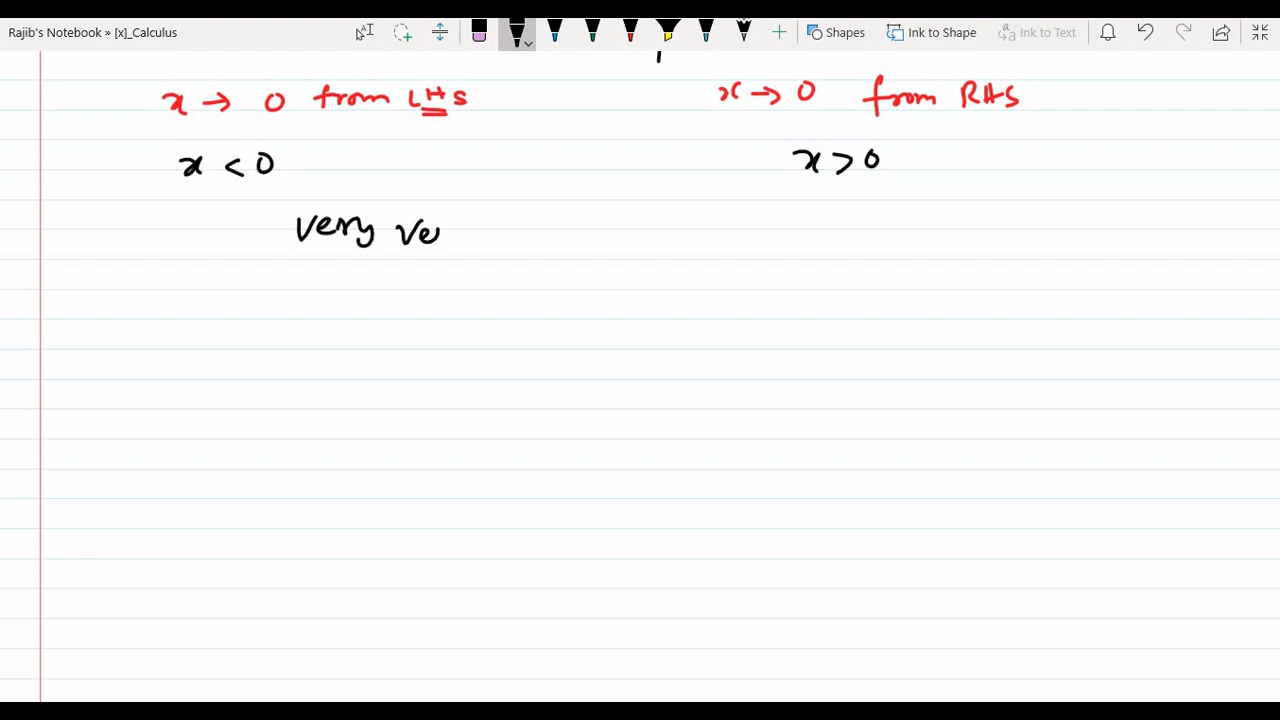 Rajib's Notebook • [x]_Calculus
Shapes
Ink to Shape
Ink to Text
x → 0 from LHS
x → 0 from RHS
x < 0
x > 0
very ve